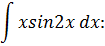 ∫ xsin2x dx: